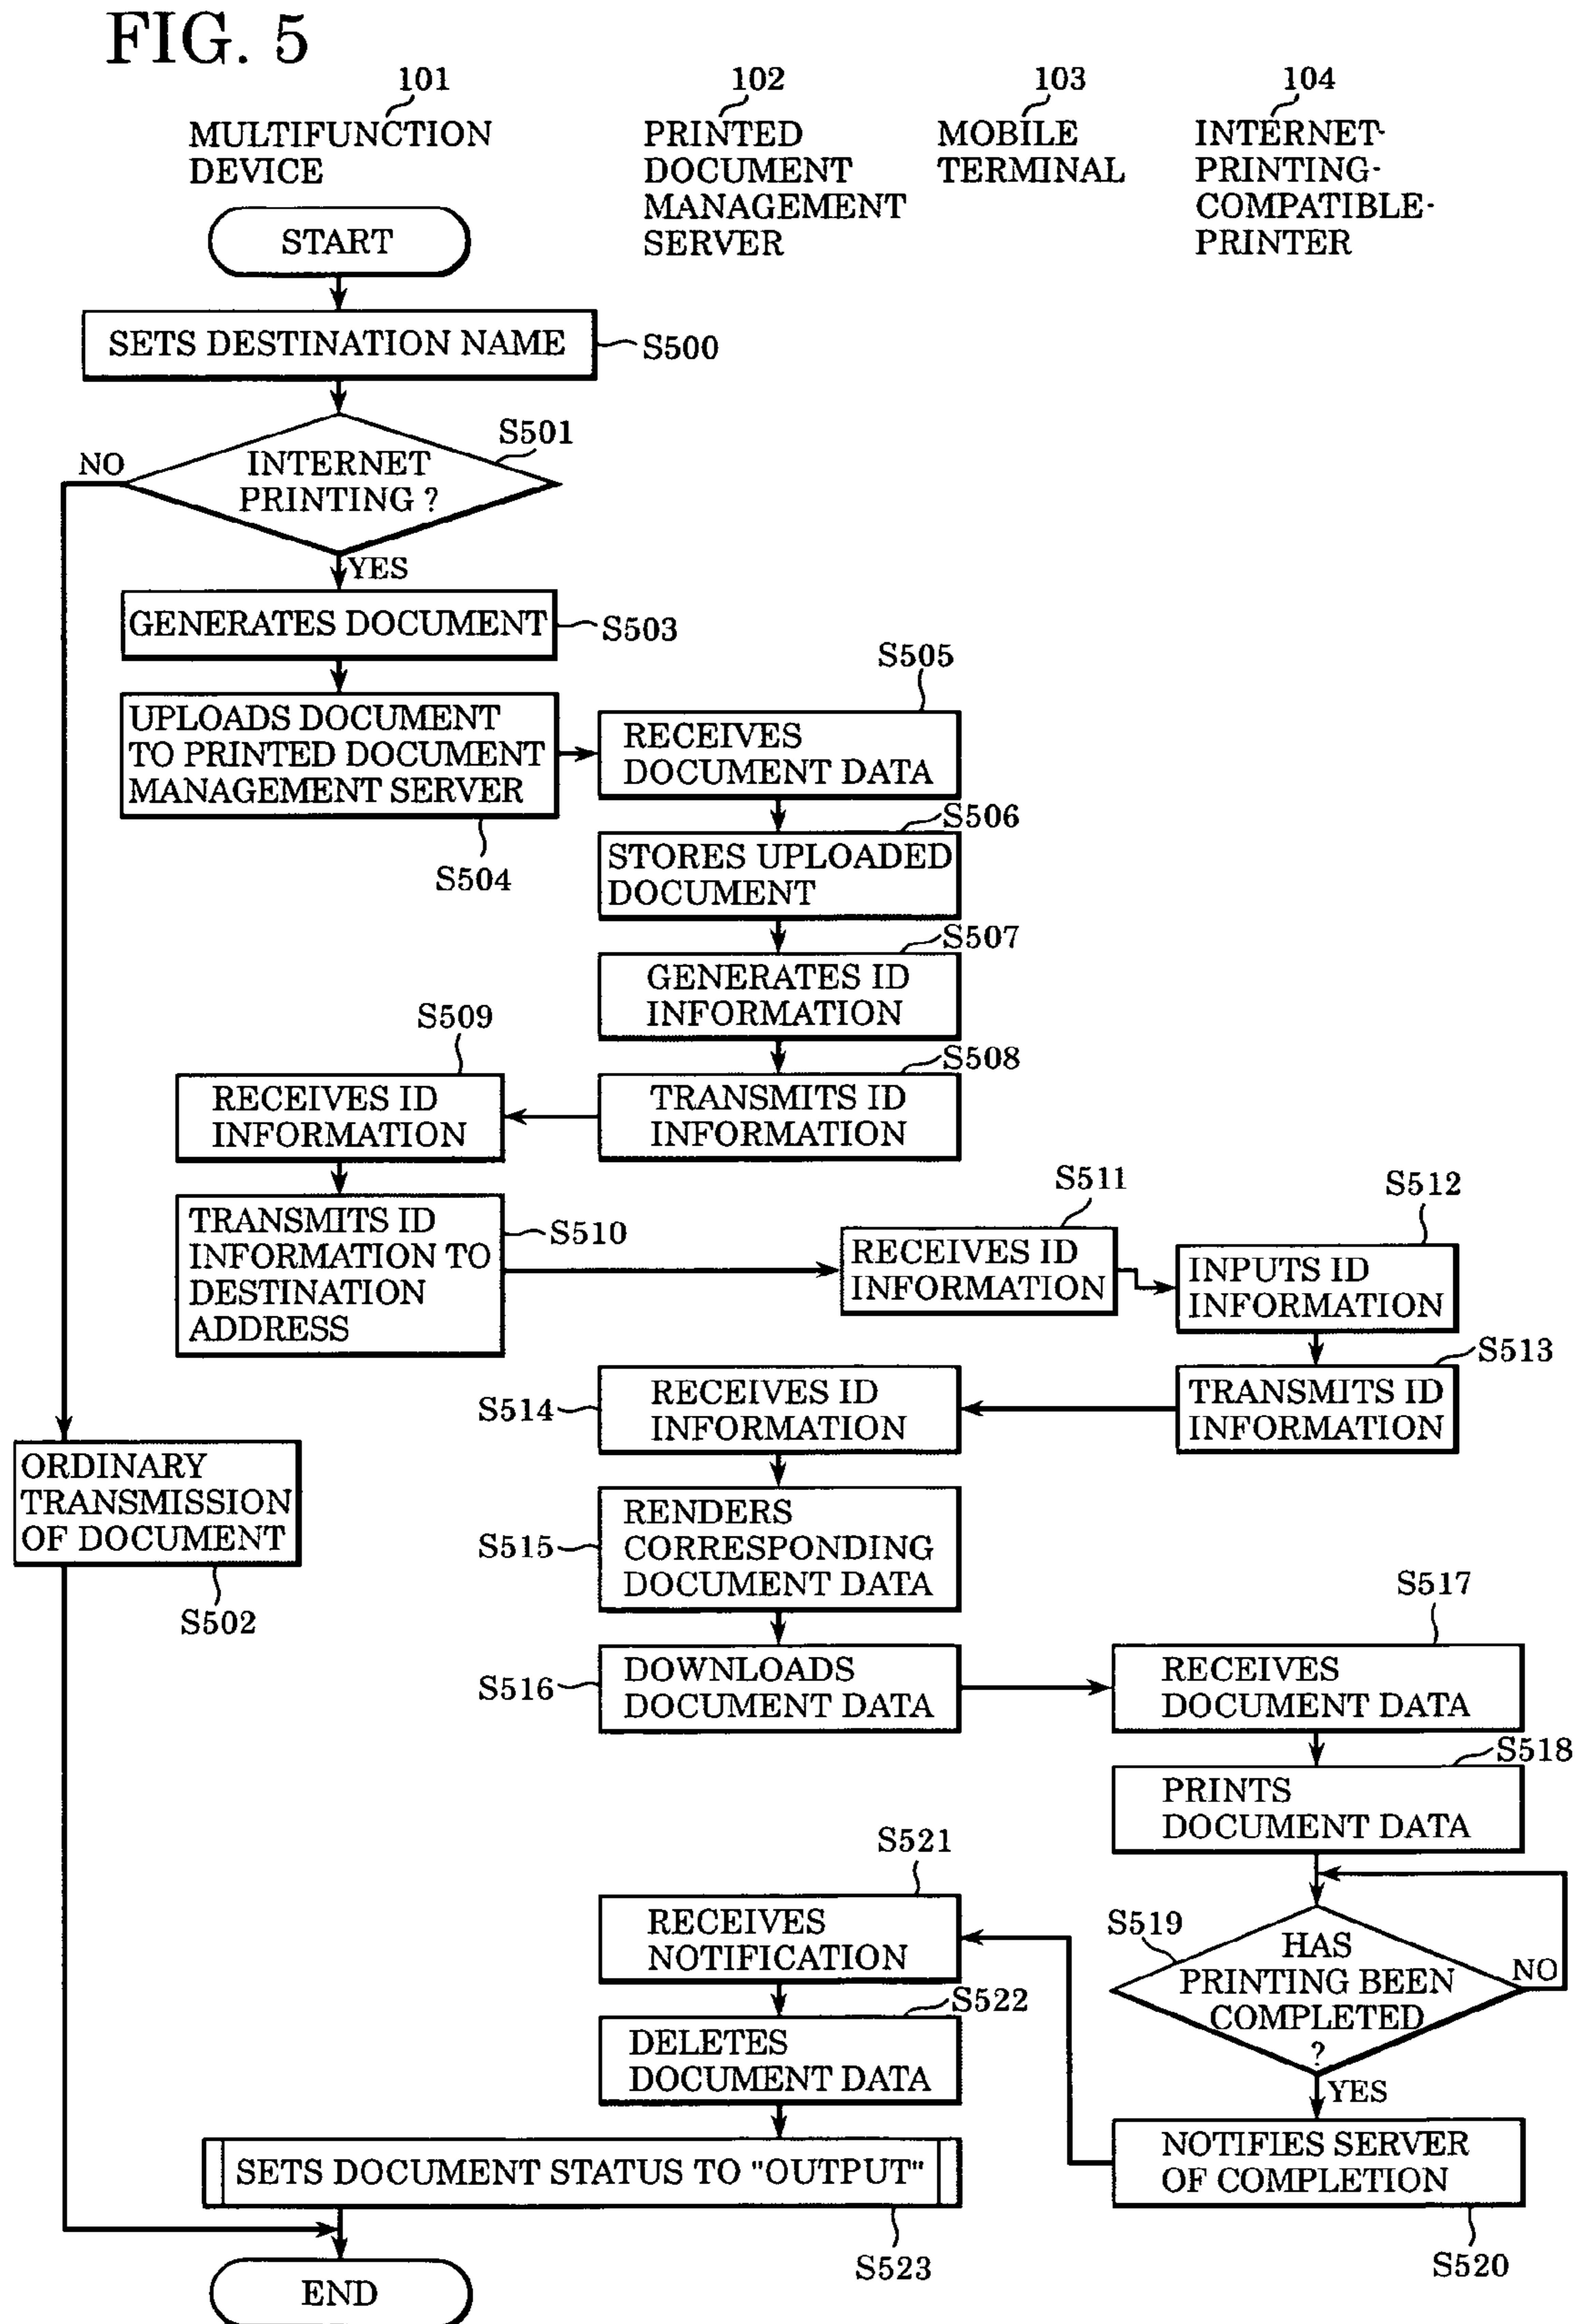 FIG. 5
101
MULTIFUNCTION
DEVICE
102
PRINTED
DOCUMENT
MANAGEMENT
SERVER
103
MOBILE
TERMINAL
104
INTERNET-
PRINTING-
COMPATIBLE-
PRINTER
START
SETS DESTINATION NAME
S500
S501
NO
INTERNET
PRINTING ?
YES
GENERATES DOCUMENT
S503
UPLOADS DOCUMENT
TO PRINTED DOCUMENT
MANAGEMENT SERVER
S504
S505
RECEIVES
DOCUMENT DATA
S506
STORES UPLOADED
DOCUMENT
S507
GENERATES ID
INFORMATION
S508
TRANSMITS ID
INFORMATION
S509
RECEIVES ID
INFORMATION
TRANSMITS ID
INFORMATION TO
DESTINATION
ADDRESS
S510
S511
RECEIVES ID
INFORMATION
S512
INPUTS ID
INFORMATION
S513
TRANSMITS ID
INFORMATION
S514
RECEIVES ID
INFORMATION
ORDINARY
TRANSMISSION
OF DOCUMENT
S502
S515
RENDERS
CORRESPONDING
DOCUMENT DATA
S516
DOWNLOADS
DOCUMENT DATA
S517
RECEIVES
DOCUMENT DATA
S518
PRINTS
DOCUMENT DATA
S519
HAS
PRINTING BEEN
COMPLETED
?
NO
YES
NOTIFIES SERVER
OF COMPLETION
S520
S521
RECEIVES
NOTIFICATION
S522
DELETES
DOCUMENT DATA
SETS DOCUMENT STATUS TO "OUTPUT"
S523
END